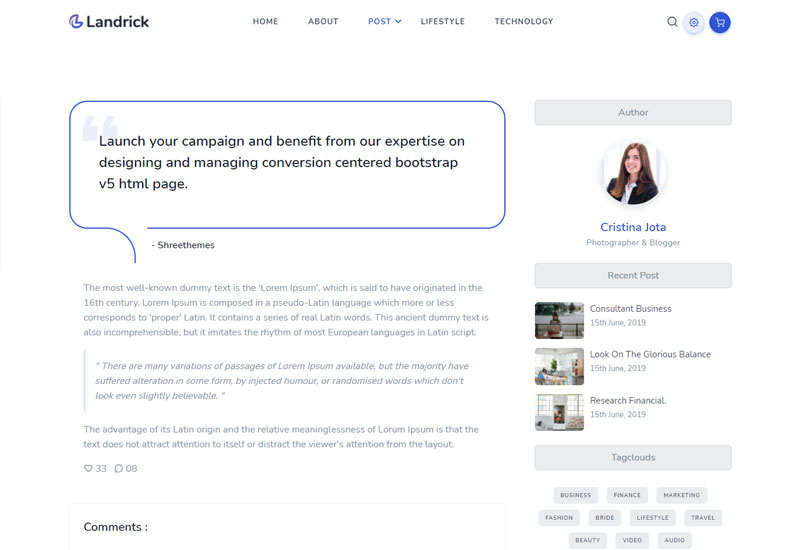 Landrick
HOME
ABOUT
POST
LIFESTYLE
TECHNOLOGY
“
Launch your campaign and benefit from our expertise on
designing and managing conversion centered bootstrap
v5 html page.
- Shreethemes
The most well-known dummy text is the 'Lorem Ipsum', which is said to have originated in the
16th century. Lorem Ipsum is composed in a pseudo-Latin language which more or less
corresponds to 'proper' Latin. It contains a series of real Latin words. This ancient dummy text is
also incomprehensible, but it imitates the rhythm of most European languages in Latin script.
" There are many variations of passages of Lorem Ipsum available, but the majority have
suffered alteration in some form, by injected humour, or randomised words which don't
look even slightly believable. "
The advantage of its Latin origin and the relative meaninglessness of Lorum Ipsum is that the
text does not attract attention to itself or distract the viewer's attention from the layout.
33 08
Comments :
Author
Cristina Jota
Photographer & Blogger
Recent Post
Consultant Business
15th June, 2019
Look On The Glorious Balance
15th June, 2019
Research Financial.
15th June, 2019
Tagclouds
BUSINESS FINANCE MARKETING
FASHION BRIDE LIFESTYLE TRAVEL
BEAUTY VIDEO AUDIO